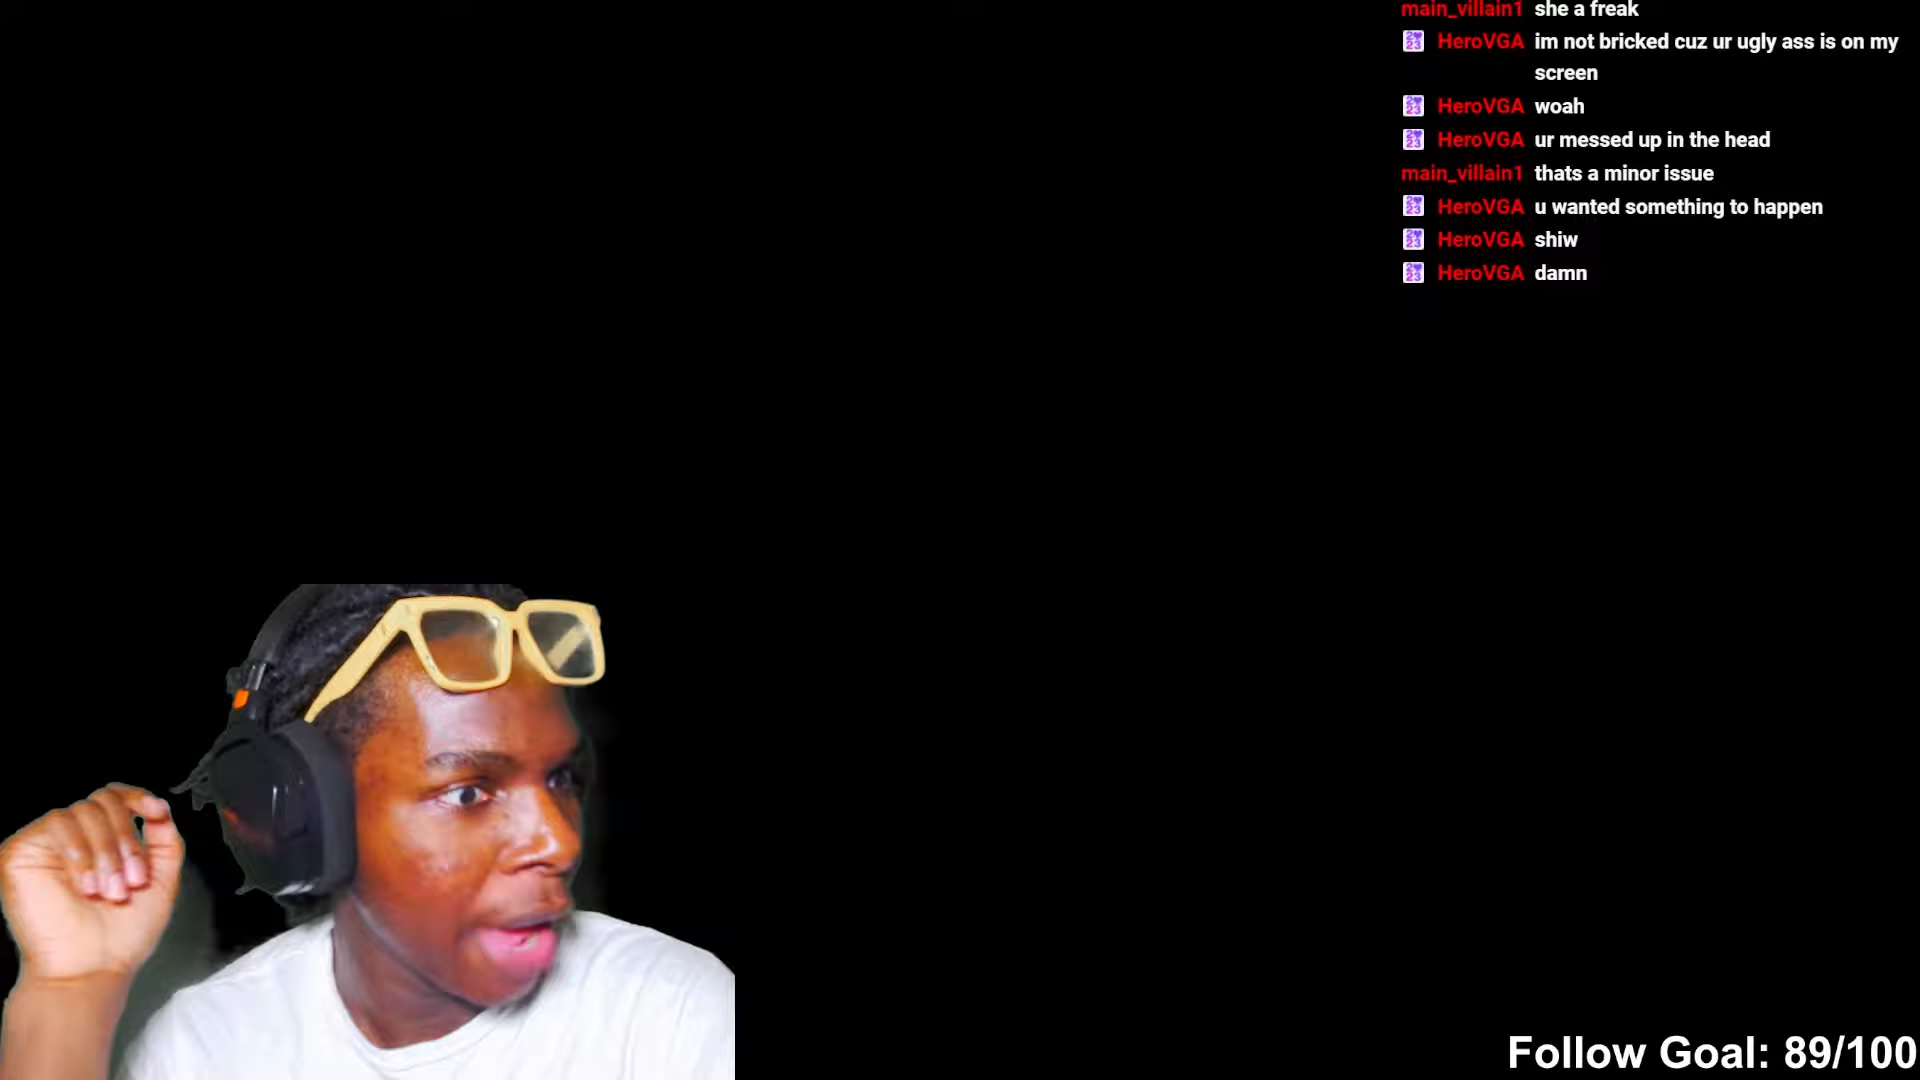 main_villain1 she a freak
HeroVGA im not bricked cuz ur ugly ass is on my
screen
HeroVGA woah
HeroVGA ur messed up in the head
main_villain1 thats a minor issue
HeroVGA u wanted something to happen
HeroVGA shiw
HeroVGA damn
Follow Goal: 89/100